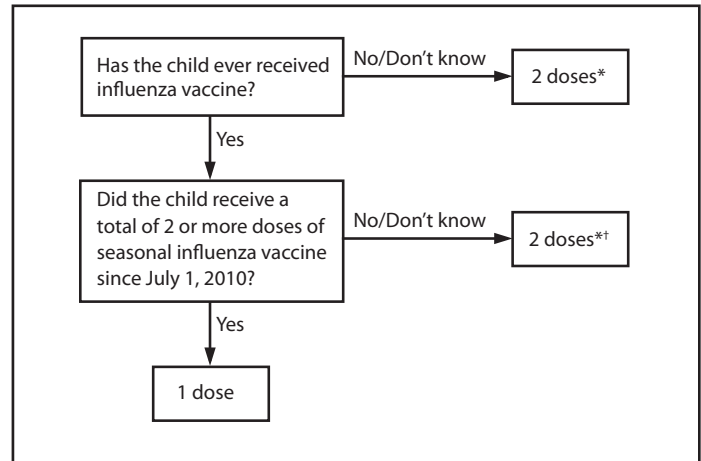 Has the child ever received
influenza vaccine?
No/Don’t know
2 doses*
Yes
Did the child receive a
total of 2 or more doses of
seasonal influenza vaccine
since July 1, 2010?
No/Don’t know
2 doses*†
Yes
1 dose